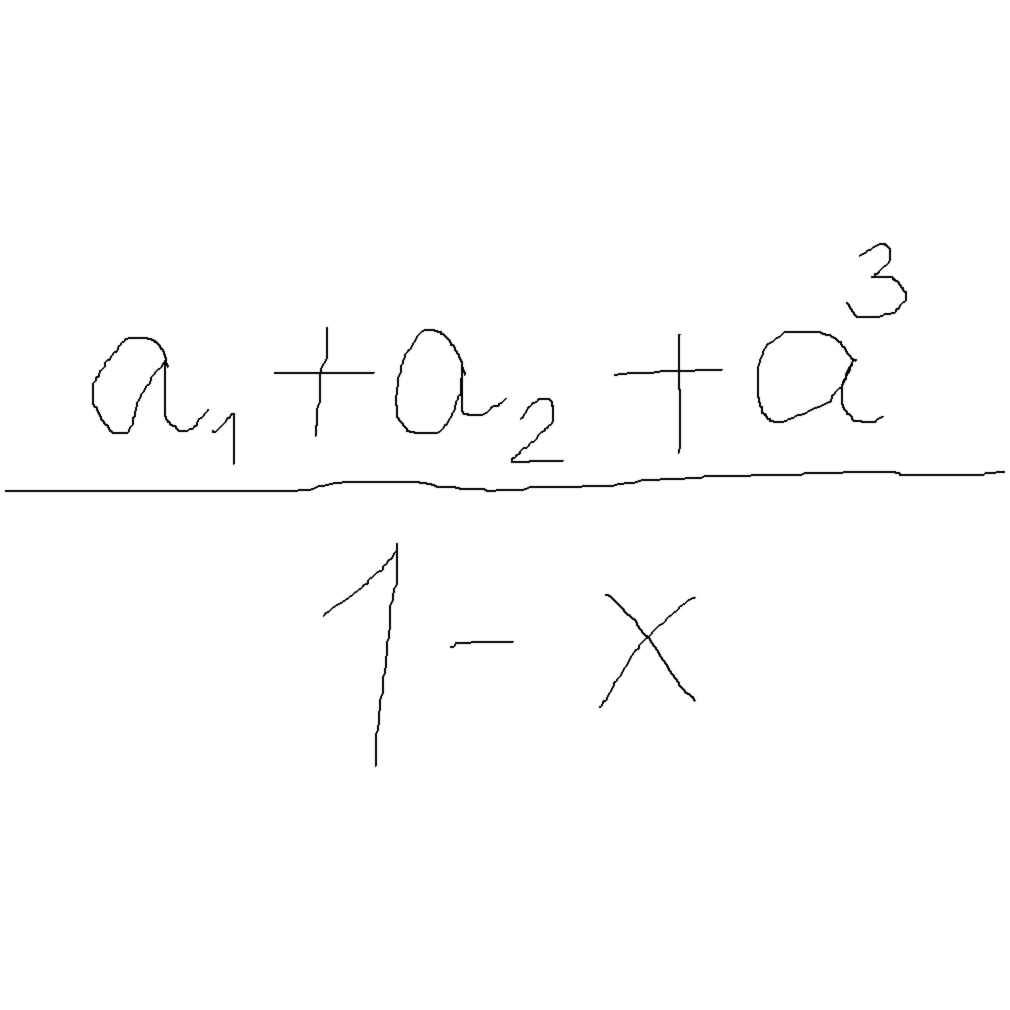 a₁ + a₂ + a³
1 - x